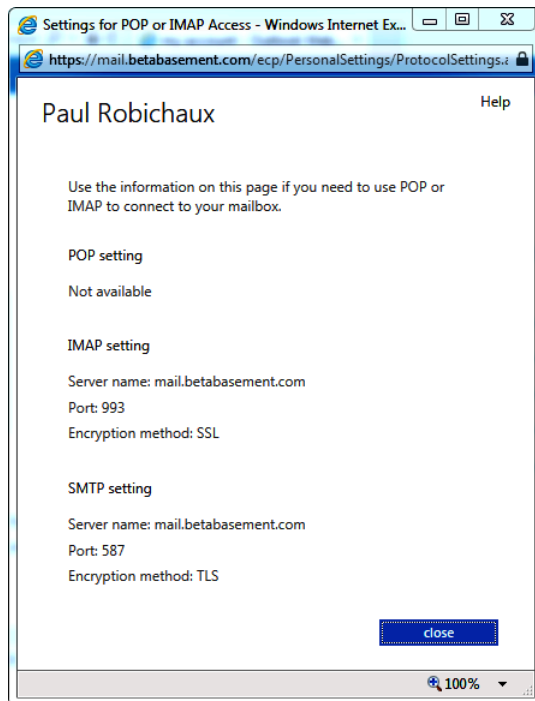 Settings for POP or IMAP Access - Windows Internet Ex...
https://mail.betabasement.com/ecp/PersonalSettings/ProtocolSettings.a
Help
Paul Robichaux
Use the information on this page if you need to use POP or
IMAP to connect to your mailbox.
POP setting
Not available
IMAP setting
Server name: mail.betabasement.com
Port: 993
Encryption method: SSL
SMTP setting
Server name: mail.betabasement.com
Port: 587
Encryption method: TLS
close
100%